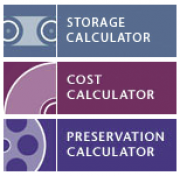 STORAGE
CALCULATOR
COST
CALCULATOR
PRESERVATION
CALCULATOR